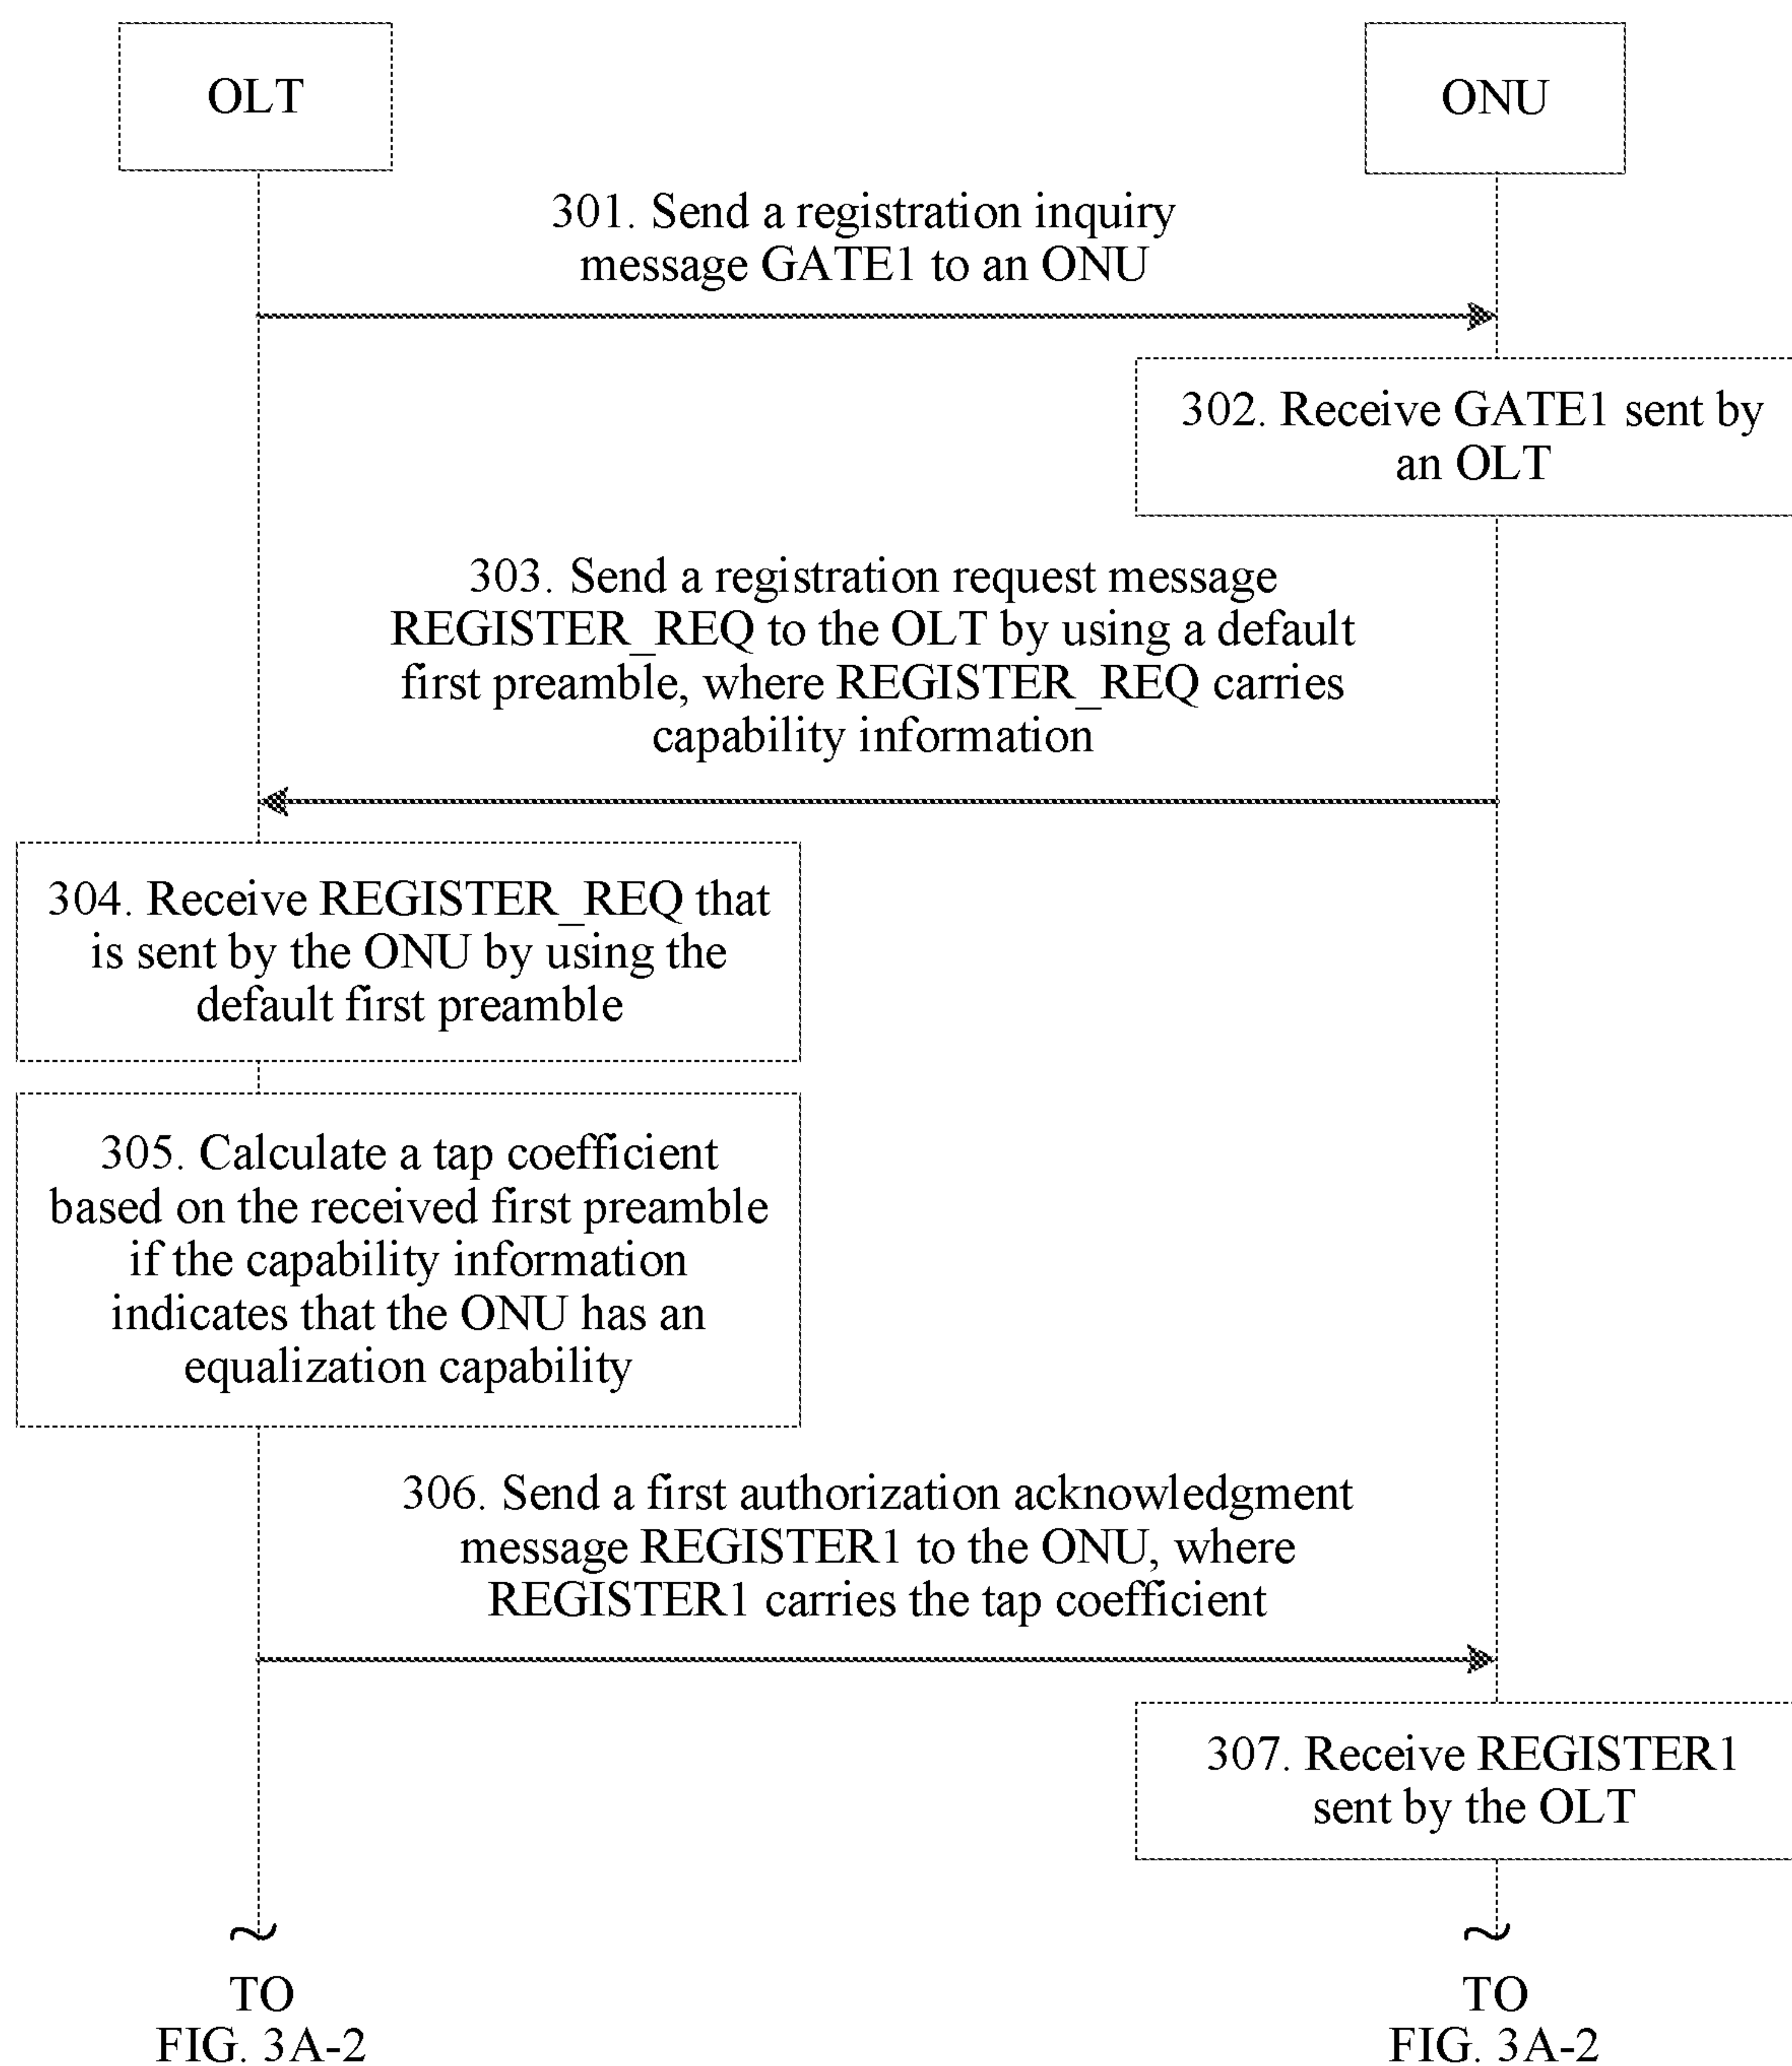 OLT
ONU
301. Send a registration inquiry
message GATE1 to an ONU
302. Receive GATE1 sent by
an OLT
303. Send a registration request message
REGISTER_REQ to the OLT by using a default
first preamble, where REGISTER_REQ carries
capability information
304. Receive REGISTER_REQ that
is sent by the ONU by using the
default first preamble
305. Calculate a tap coefficient
based on the received first preamble
if the capability information
indicates that the ONU has an
equalization capability
306. Send a first authorization acknowledgment
message REGISTER1 to the ONU, where
REGISTER1 carries the tap coefficient
307. Receive REGISTER1
sent by the OLT
TO
FIG. 3A-2
TO
FIG. 3A-2